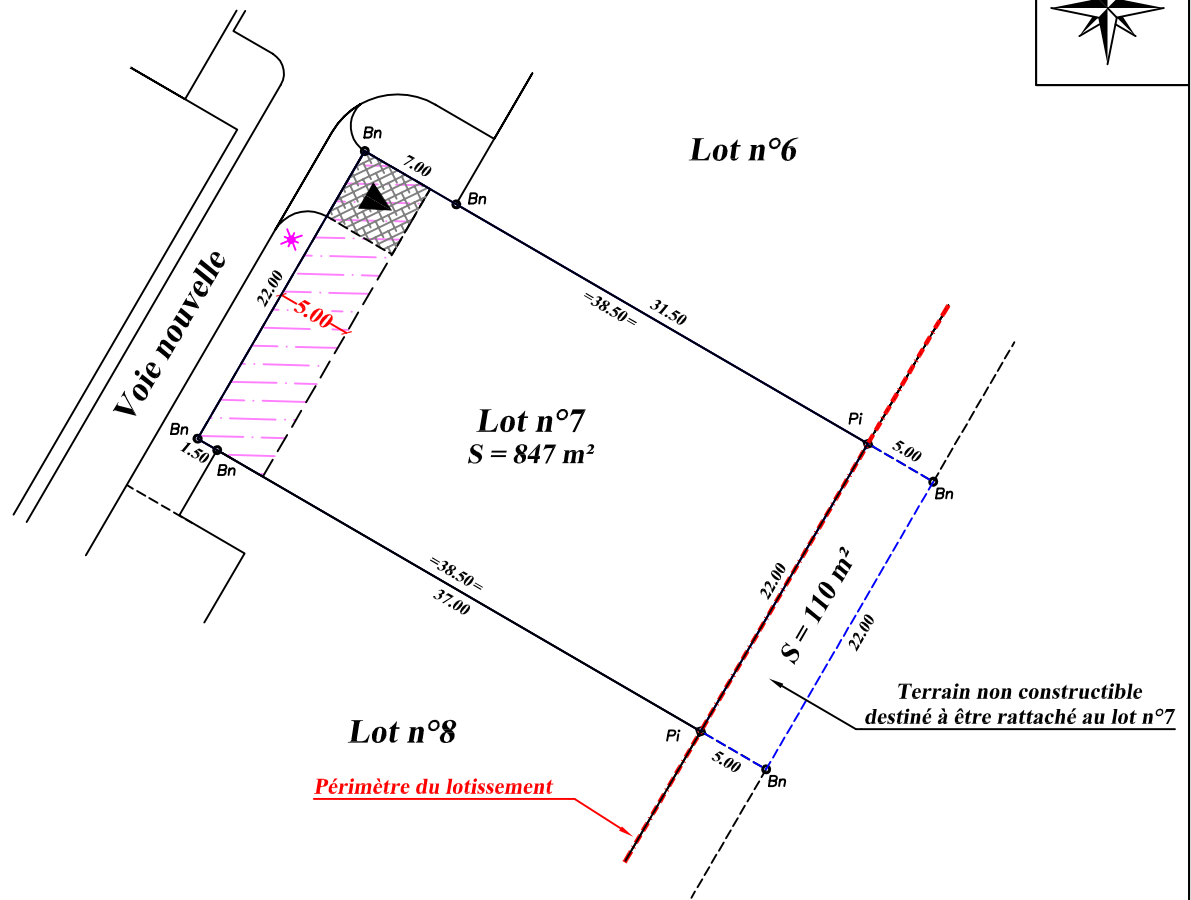 Bn
7.00
Bn
Lot n°6
Voie nouvelle
22.00
5.00
=38.50=
31.50
Lot n°7
S = 847 m²
Bn
1.50
Bn
Pi
5.00
Bn
=38.50=
37.00
22.00
S = 110 m²
22.00
Terrain non constructible
destiné à être rattaché au lot n°7
Lot n°8
Pi
5.00
Bn
Périmètre du lotissement